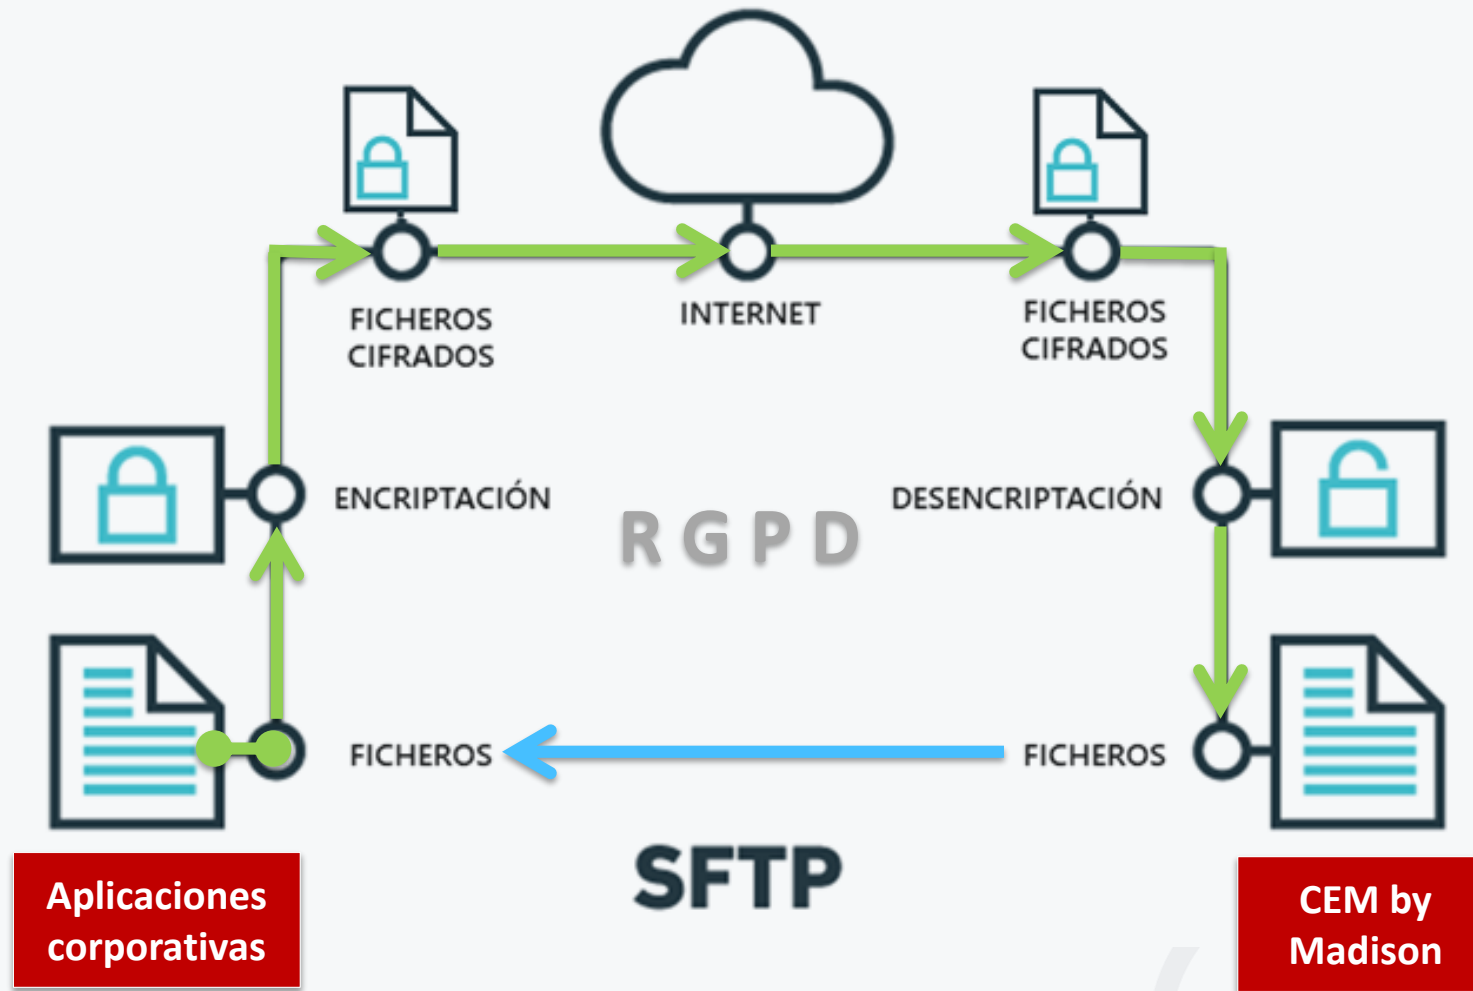 FICHEROS
CIFRADOS
INTERNET
FICHEROS
CIFRADOS
ENCRIPTACIÓN
DESENCRIPTACIÓN
RGPD
FICHEROS
FICHEROS
SFTP
Aplicaciones
corporativas
CEM by
Madison